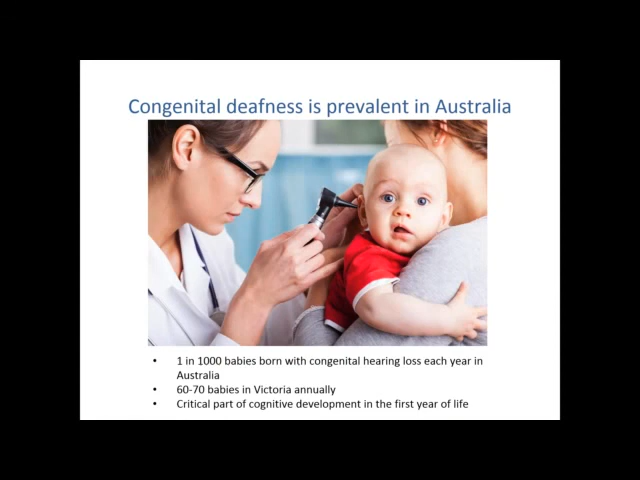 Congenital deafness is prevalent in Australia
• 1 in 1000 babies born with congenital hearing loss each year in
Australia
• 60-70 babies in Victoria annually
• Critical part of cognitive development in the first year of life